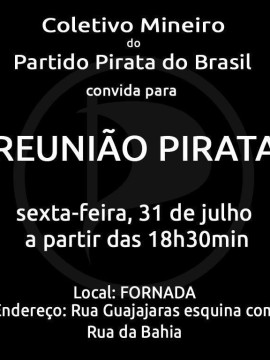 Coletivo Mineiro
do
Partido Pirata do Brasil
convida para
REUNIÃO PIRATA
sexta-feira, 31 de julho
a partir das 18h30min
Local: FORNADA
Endereço: Rua Guajajaras esquina com
Rua da Bahia